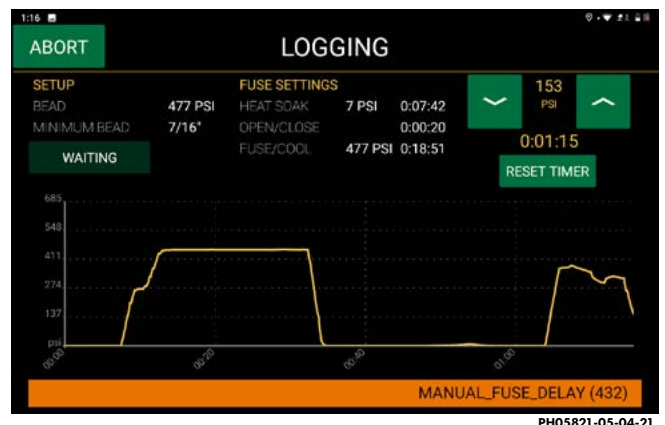 1:16
ABORT
LOGGING
SETUP
BEAD 477 PSI
MINIMUM BEAD 7/16"
WAITING
FUSE SETTINGS
HEAT SOAK 7 PSI 0:07:42
OPEN/CLOSE 0:00:20
FUSE/COOL 477 PSI 0:18:51
153
PSI
0:01:15
RESET TIMER
685
548
411
274
137
psi
00:00 00:20 00:40 01:00
MANUAL_FUSE_DELAY (432)
PH05821-05-04-21